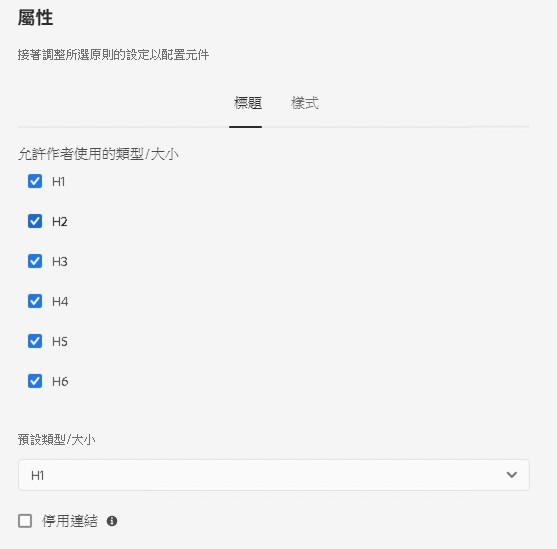 屬性
接著調整所選原則的設定以配置元件
標題 樣式
允許作者使用的類型/大小
H1
H2
H3
H4
H5
H6
預設類型/大小
H1
停用連結